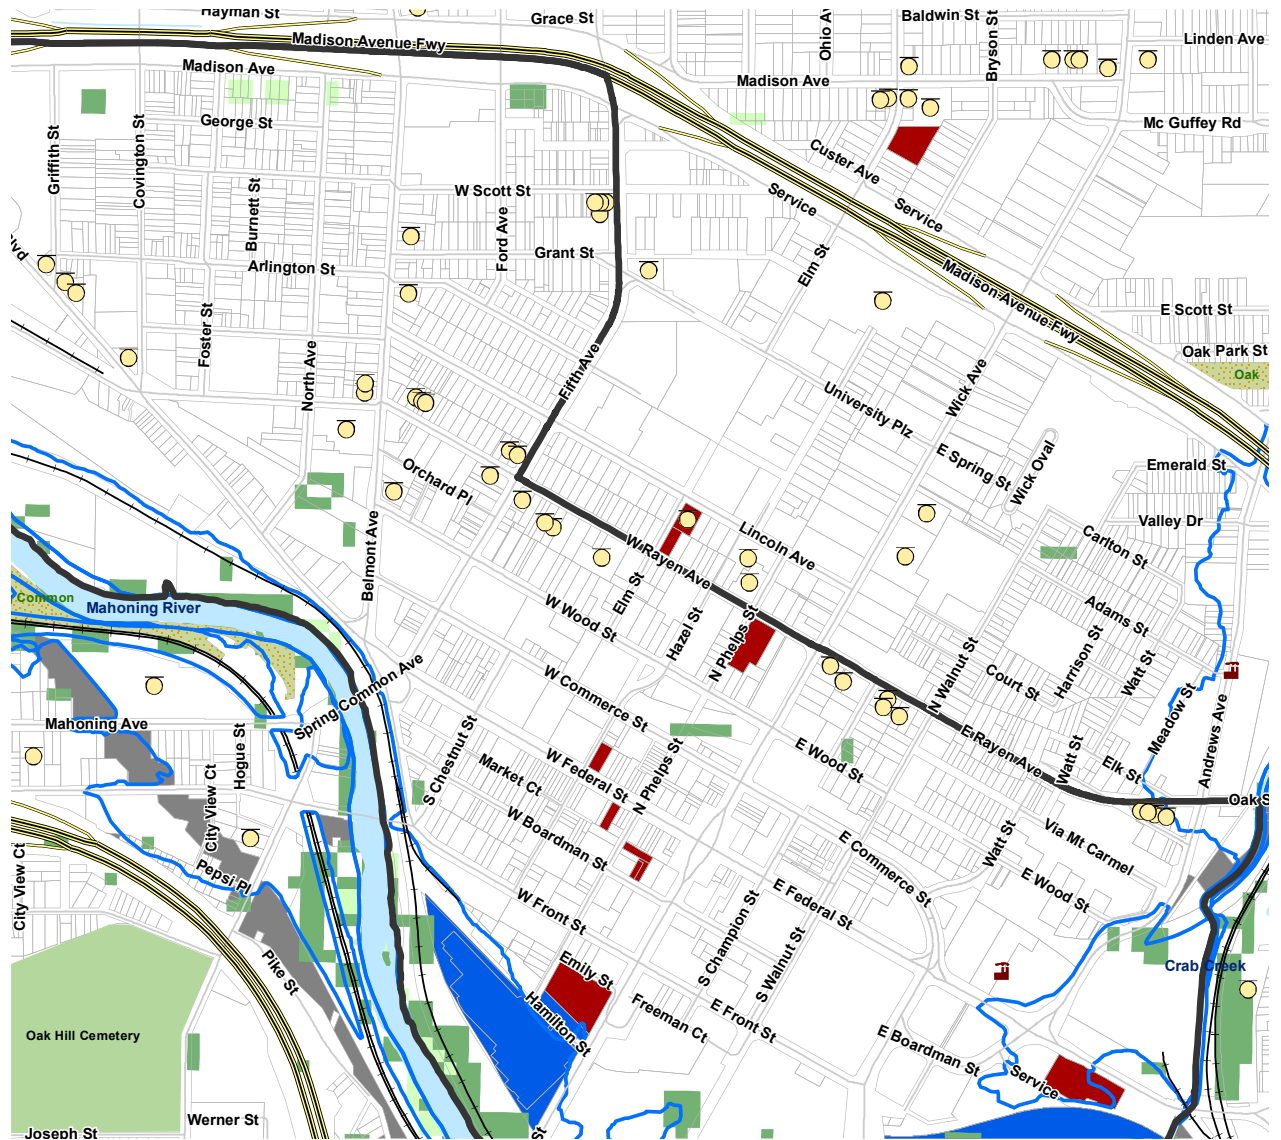 Hayman St
Grace St
Ohio Av
Baldwin St
Bryson St
Linden Ave
Madison Avenue Fwy
Madison Ave
Madison Ave
George St
Mc Guffey Rd
Griffith St
Covington St
Custer Ave
W Scott St
Service
Service
Burnett St
Ford Ave
lvd
Grant St
Elm St
Arlington St
Madison Avenue Fwy
E Scott St
Foster St
Oak Park St
North Ave
Fifth Ave
Wick Ave
Oak
University Plz
E Spring St
Wick Oval
Emerald St
Orchard Pl
Valley Dr
Belmont Ave
Lincoln Ave
Carlton St
W Rayen Ave
Elm St
Common
Mahoning River
W Wood St
Hazel St
N Phelps St
Adams St
Harrison St
Watt St
Court St
N Walnut St
Spring Common Ave
W Commerce St
Mahoning Ave
Hogue St
S Chestnut St
Meadow St
Andrews Ave
E Rayen Ave
Watt St
E Wood St
Market Ct
W Federal St
N Phelps St
Elk St
City View Ct
Oak S
W Boardman St
E Commerce St
Watt St
Via Mt Carmel
City View Ct
Pepsi Pl
E Wood St
E Federal St
W Front St
S Champion St
S Walnut St
Pike St
Emily St
Crab Creek
Hamilton St
Freeman Ct
E Front St
Oak Hill Cemetery
E Boardman St
Service
Werner St
Joseph St
St